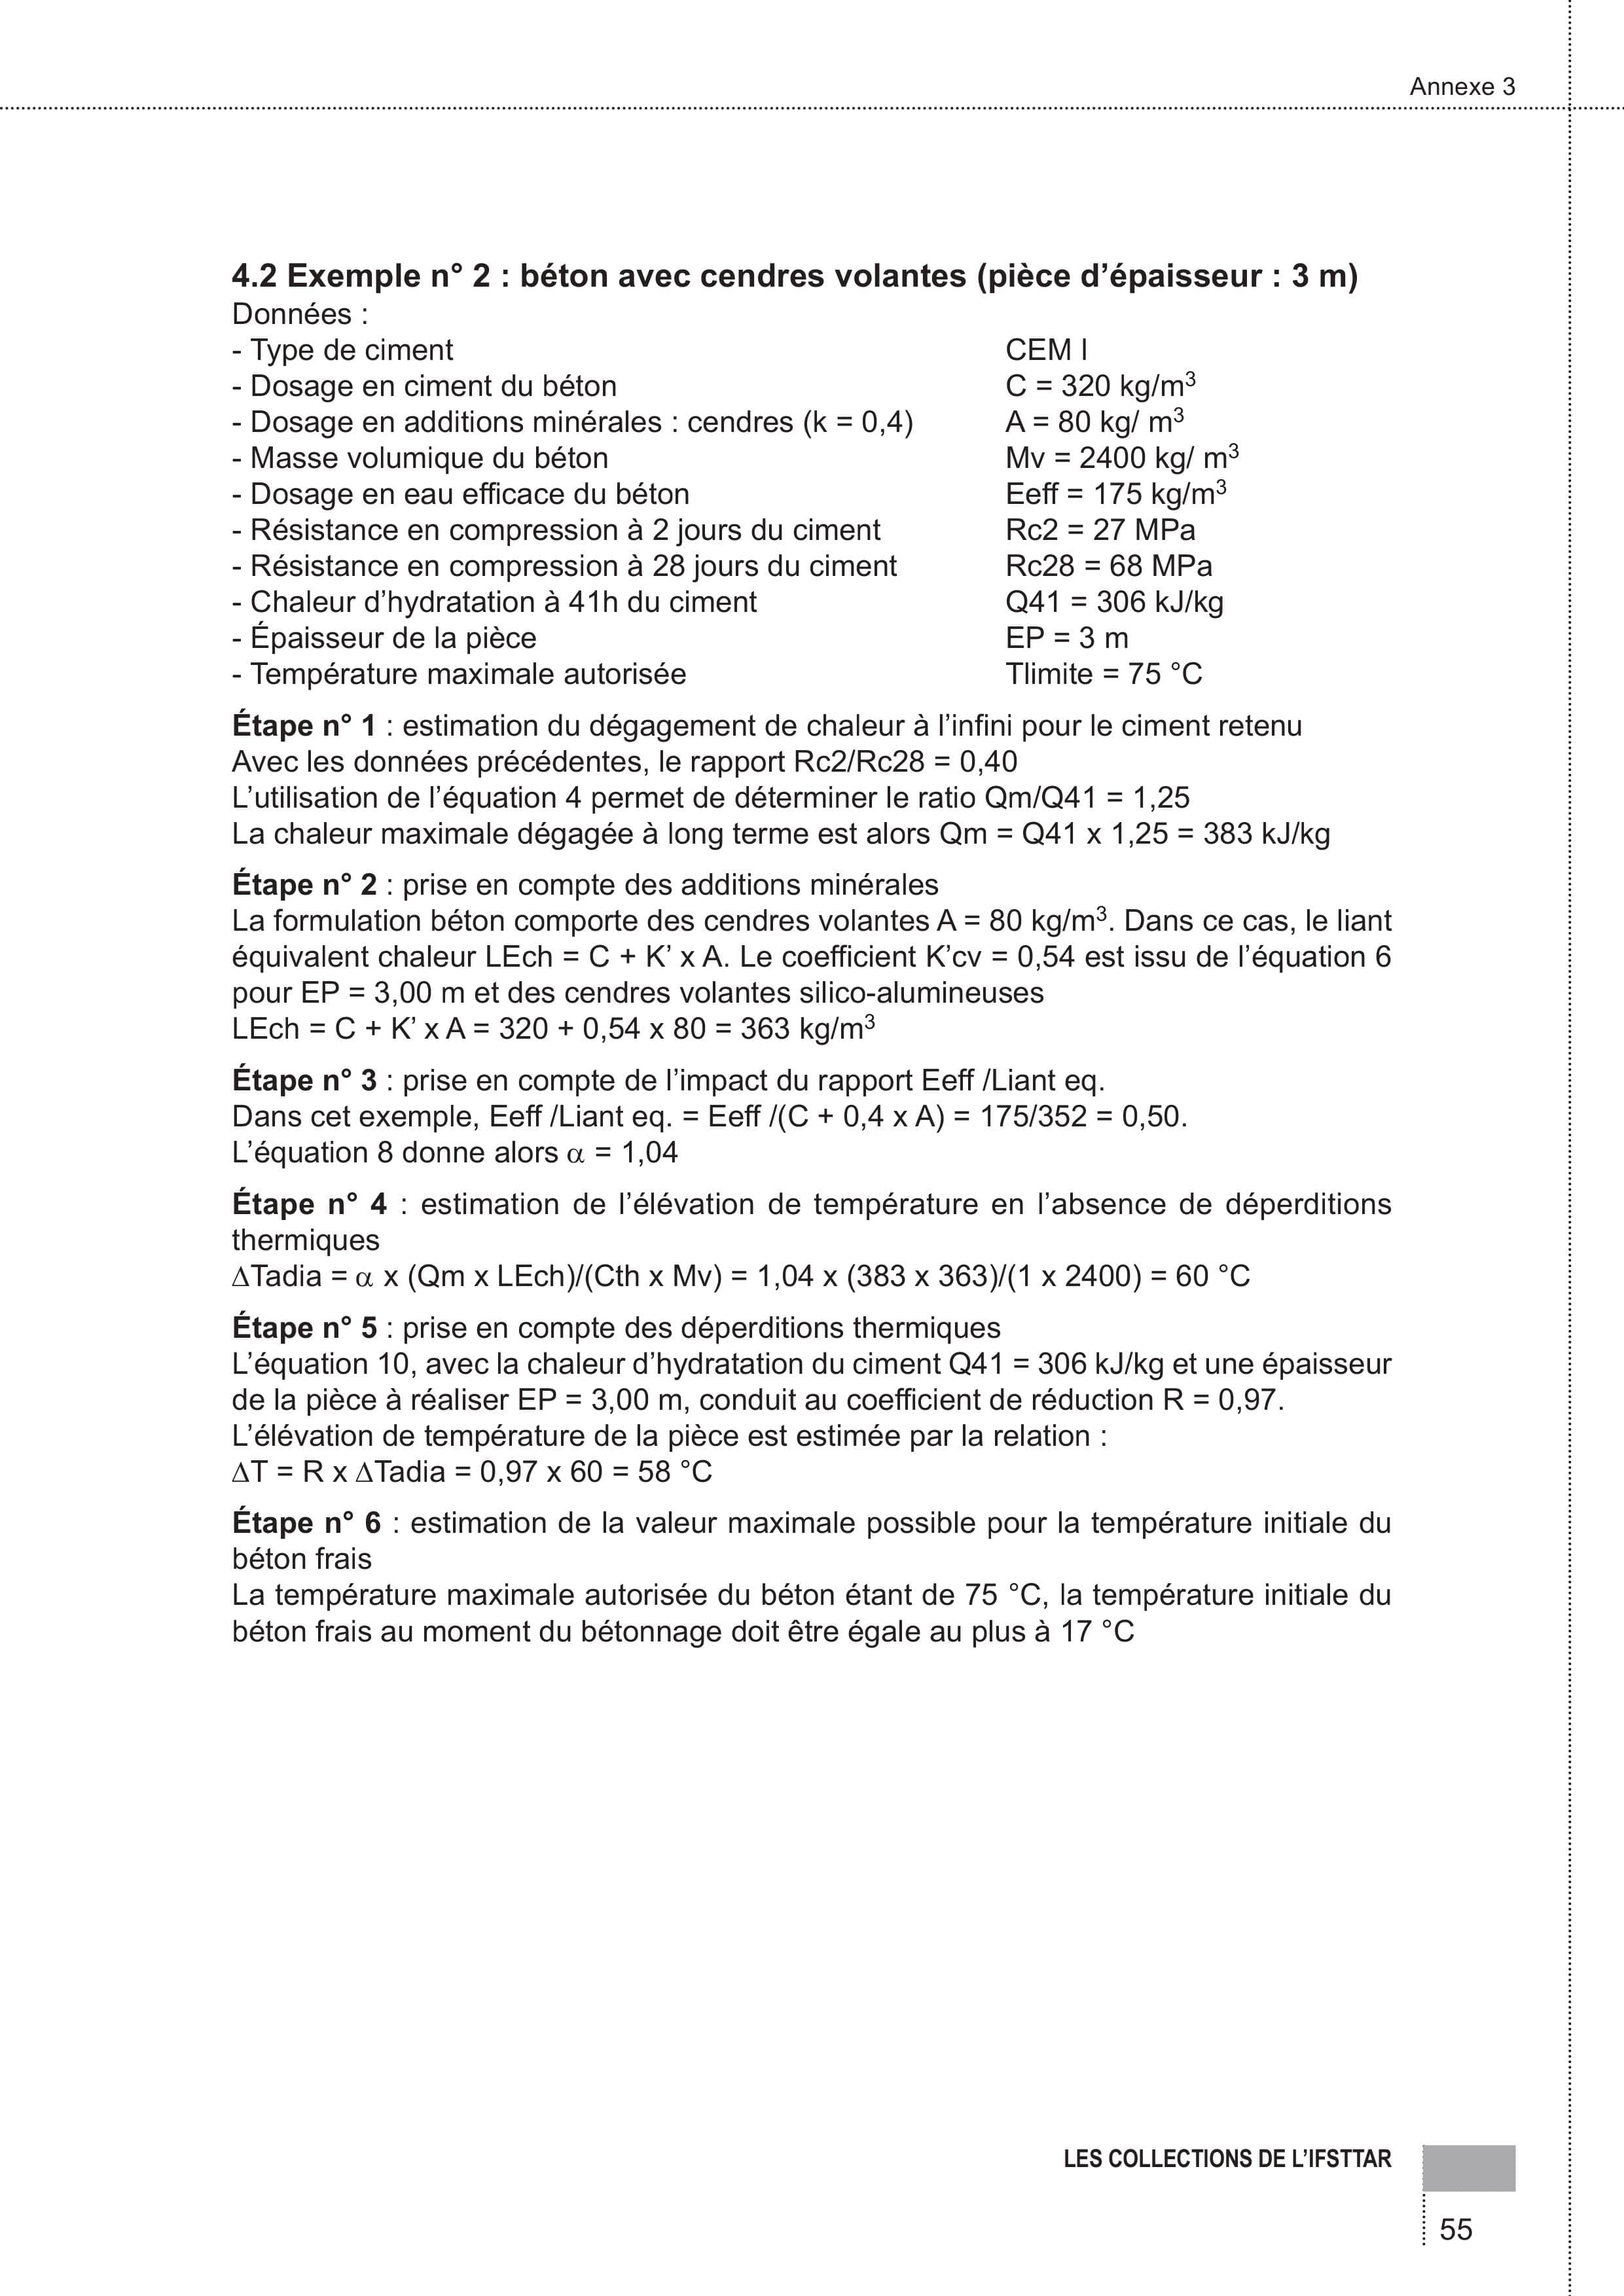 Annexe 3
4.2 Exemple n° 2 : béton avec cendres volantes (pièce d’épaisseur : 3 m)
Données :
- Type de ciment CEM I
- Dosage en ciment du béton C = 320 kg/m³
- Dosage en additions minérales : cendres (k = 0,4) A = 80 kg/ m³
- Masse volumique du béton Mv = 2400 kg/ m³
- Dosage en eau efficace du béton Eeff = 175 kg/m³
- Résistance en compression à 2 jours du ciment Rc2 = 27 MPa
- Résistance en compression à 28 jours du ciment Rc28 = 68 MPa
- Chaleur d’hydratation à 41h du ciment Q41 = 306 kJ/kg
- Épaisseur de la pièce EP = 3 m
- Température maximale autorisée Tlimite = 75 °C
Étape n° 1 : estimation du dégagement de chaleur à l’infini pour le ciment retenu
Avec les données précédentes, le rapport Rc2/Rc28 = 0,40
L’utilisation de l’équation 4 permet de déterminer le ratio Qm/Q41 = 1,25
La chaleur maximale dégagée à long terme est alors Qm = Q41 x 1,25 = 383 kJ/kg
Étape n° 2 : prise en compte des additions minérales
La formulation béton comporte des cendres volantes A = 80 kg/m³. Dans ce cas, le liant
équivalent chaleur LEch = C + K’ x A. Le coefficient K’cv = 0,54 est issu de l’équation 6
pour EP = 3,00 m et des cendres volantes silico-alumineuses
LEch = C + K’ x A = 320 + 0,54 x 80 = 363 kg/m³
Étape n° 3 : prise en compte de l’impact du rapport Eeff /Liant eq.
Dans cet exemple, Eeff /Liant eq. = Eeff /(C + 0,4 x A) = 175/352 = 0,50.
L’équation 8 donne alors α = 1,04
Étape n° 4 : estimation de l’élévation de température en l’absence de déperditions
thermiques
∆Tadia = α x (Qm x LEch)/(Cth x Mv) = 1,04 x (383 x 363)/(1 x 2400) = 60 °C
Étape n° 5 : prise en compte des déperditions thermiques
L’équation 10, avec la chaleur d’hydratation du ciment Q41 = 306 kJ/kg et une épaisseur
de la pièce à réaliser EP = 3,00 m, conduit au coefficient de réduction R = 0,97.
L’élévation de température de la pièce est estimée par la relation :
∆T = R x ∆Tadia = 0,97 x 60 = 58 °C
Étape n° 6 : estimation de la valeur maximale possible pour la température initiale du
béton frais
La température maximale autorisée du béton étant de 75 °C, la température initiale du
béton frais au moment du bétonnage doit être égale au plus à 17 °C
LES COLLECTIONS DE L’IFSTTAR
55